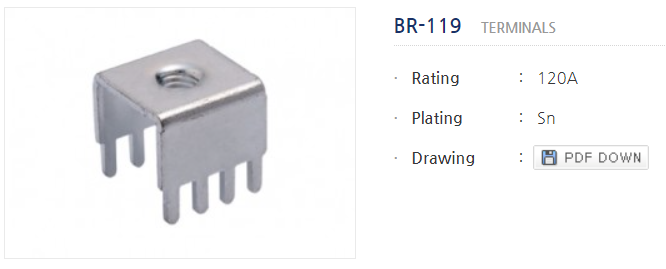 BR-119 TERMINALS
· Rating : 120A
· Plating : Sn
· Drawing : PDF DOWN